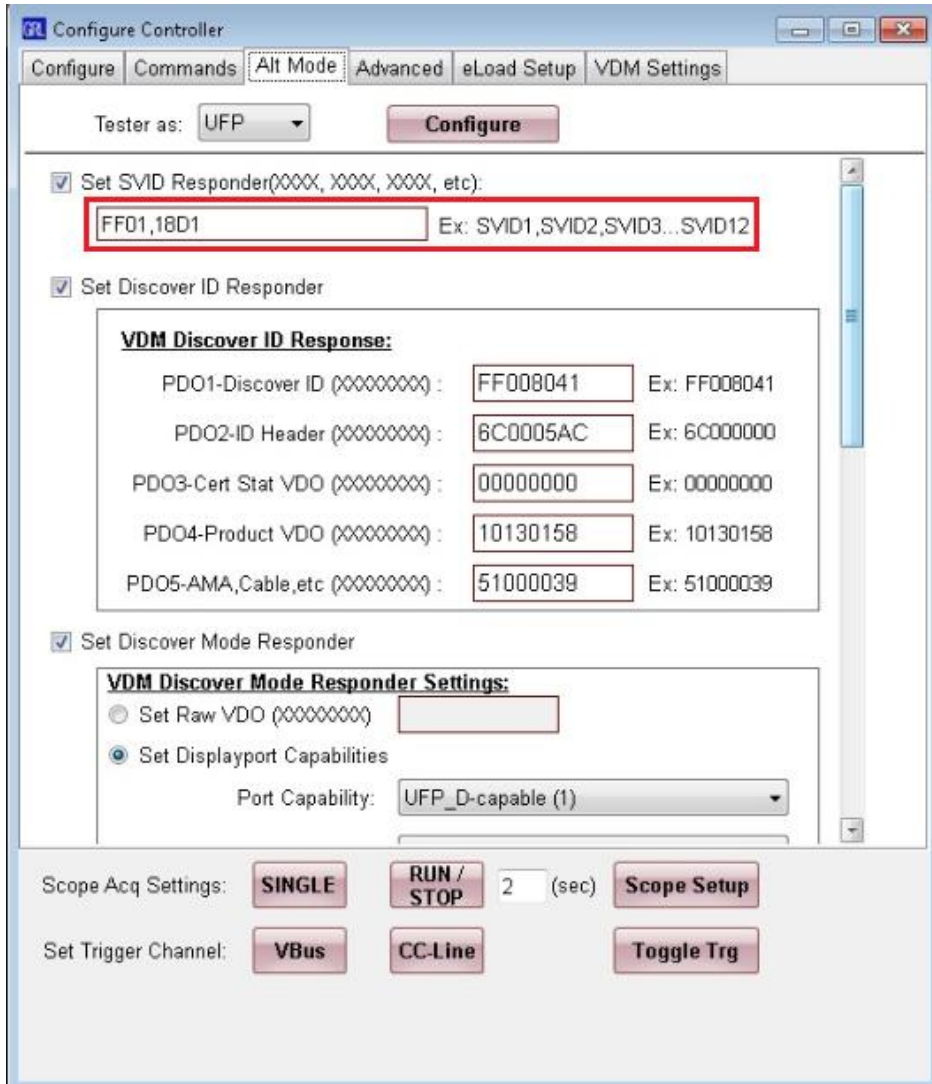 GRL Configure Controller
Configure Commands Alt Mode Advanced eLoad Setup VDM Settings
Tester as: UFP Configure
Set SVID Responder(XXXX, XXXX, XXXX, etc):
FF01,18D1 Ex: SVID1,SVID2,SVID3...SVID12
Set Discover ID Responder
VDM Discover ID Response:
PDO1-Discover ID (XXXXXXXX) : FF008041 Ex: FF008041
PDO2-ID Header (XXXXXXXX) : 6C0005AC Ex: 6C000000
PDO3-Cert Stat VDO (XXXXXXXX) : 00000000 Ex: 00000000
PDO4-Product VDO (XXXXXXXX) : 10130158 Ex: 10130158
PDO5-AMA,Cable,etc (XXXXXXXX) : 51000039 Ex: 51000039
Set Discover Mode Responder
VDM Discover Mode Responder Settings:
Set Raw VDO (XXXXXXXX)
Set Displayport Capabilities
Port Capability: UFP_D-capable (1)
Scope Acq Settings: SINGLE RUN / STOP 2 (sec) Scope Setup
Set Trigger Channel: VBus CC-Line Toggle Trg